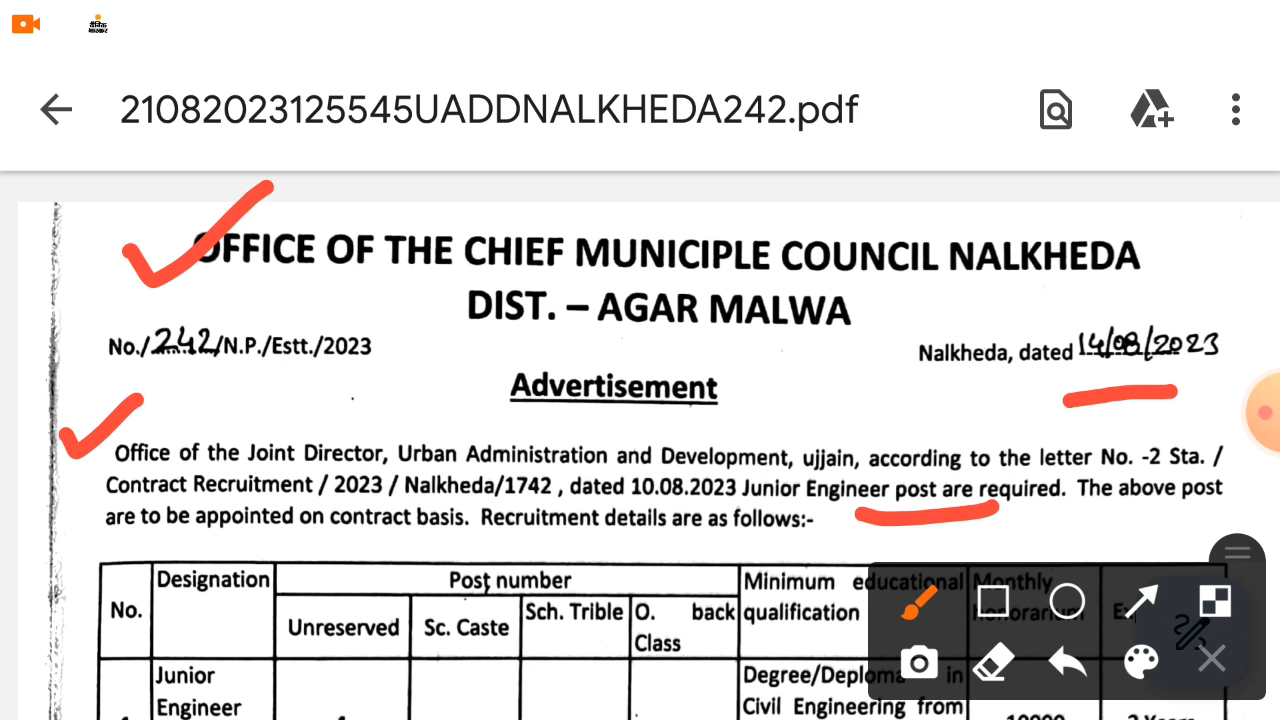 दैनिक भास्कर
21082023125545UADDNALKHEDA242.pdf
OFFICE OF THE CHIEF MUNICIPLE COUNCIL NALKHEDA
DIST. – AGAR MALWA
No./242/N.P./Estt./2023
Nalkheda, dated 14/08/2023
Advertisement
Office of the Joint Director, Urban Administration and Development, ujjain, according to the letter No. -2 Sta. /
Contract Recruitment / 2023 / Nalkheda/1742 , dated 10.08.2023 Junior Engineer post are required. The above post
are to be appointed on contract basis. Recruitment details are as follows:-
No.
Designation
Post number
Unreserved
Sc. Caste
Sch. Trible
O. back
Class
Minimum educational
qualification
Monthly
honorarium
Junior
Engineer
Degree/Deploma in
Civil Engineering from